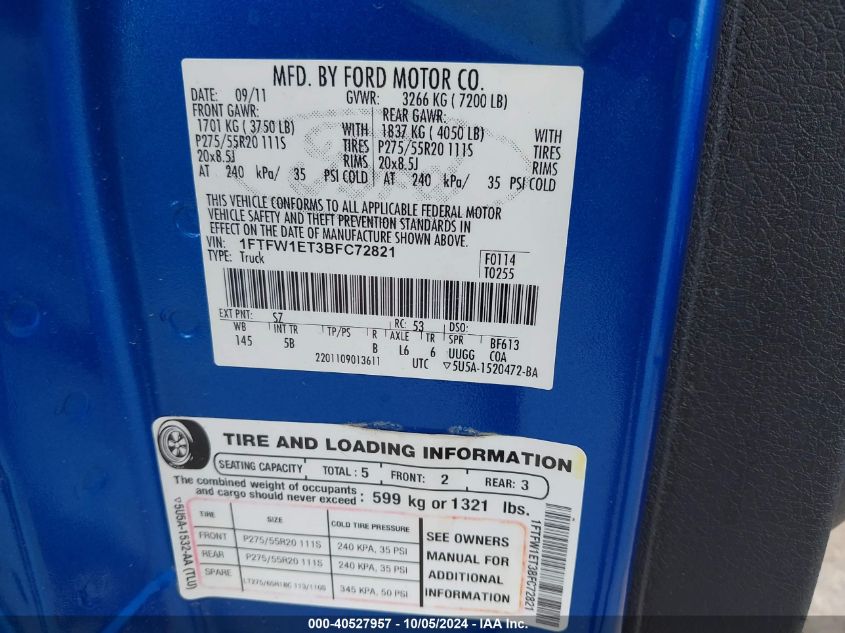 MFD. BY FORD MOTOR CO.
DATE: 09/11 GVWR: 3266 KG ( 7200 LB)
FRONT GAWR: REAR GAWR:
1701 KG ( 3750 LB) WITH 1837 KG ( 4050 LB) WITH
P275/55R20 111S TIRES P275/55R20 111S TIRES
20x8.5J RIMS 20x8.5J RIMS
AT 240 kPa/ 35 PSI COLD AT 240 kPa/ 35 PSI COLD
THIS VEHICLE CONFORMS TO ALL APPLICABLE FEDERAL MOTOR
VEHICLE SAFETY AND THEFT PREVENTION STANDARDS IN
EFFECT ON THE DATE OF MANUFACTURE SHOWN ABOVE.
VIN: 1FTFW1ET3BFC72821
TYPE: Truck
F0114
T0255
EXT PNT: SZ RC: 53 DSO:
WB INT TR TP/PS R AXLE TR SPR BF613
145 5B B L6 6 UUGG COA
2201109013611 UTC ▽5U5A-1520472-BA
TIRE AND LOADING INFORMATION
SEATING CAPACITY TOTAL : 5 FRONT: 2 REAR: 3
The combined weight of occupants
and cargo should never exceed : 599 kg or 1321 lbs.
TIRE SIZE COLD TIRE PRESSURE
FRONT P275/55R20 111S 240 KPA, 35 PSI
REAR P275/55R20 111S 240 KPA, 35 PSI
SPARE LT275/65R18C 113/110S 345 KPA, 50 PSI
SEE OWNERS
MANUAL FOR
ADDITIONAL
INFORMATION
▽5U5A-1532-AA (TLU)
1FTFW1ET3BFC72821
000-40527957 - 10/05/2024 - IAA Inc.